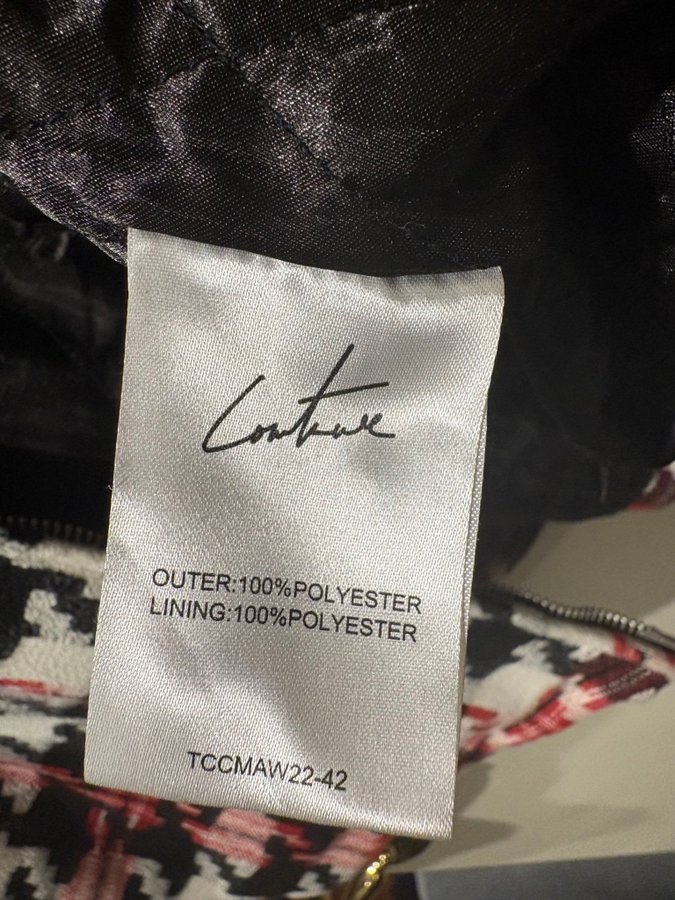 Couture
OUTER:100%POLYESTER
LINING:100%POLYESTER
TCCMAW22-42